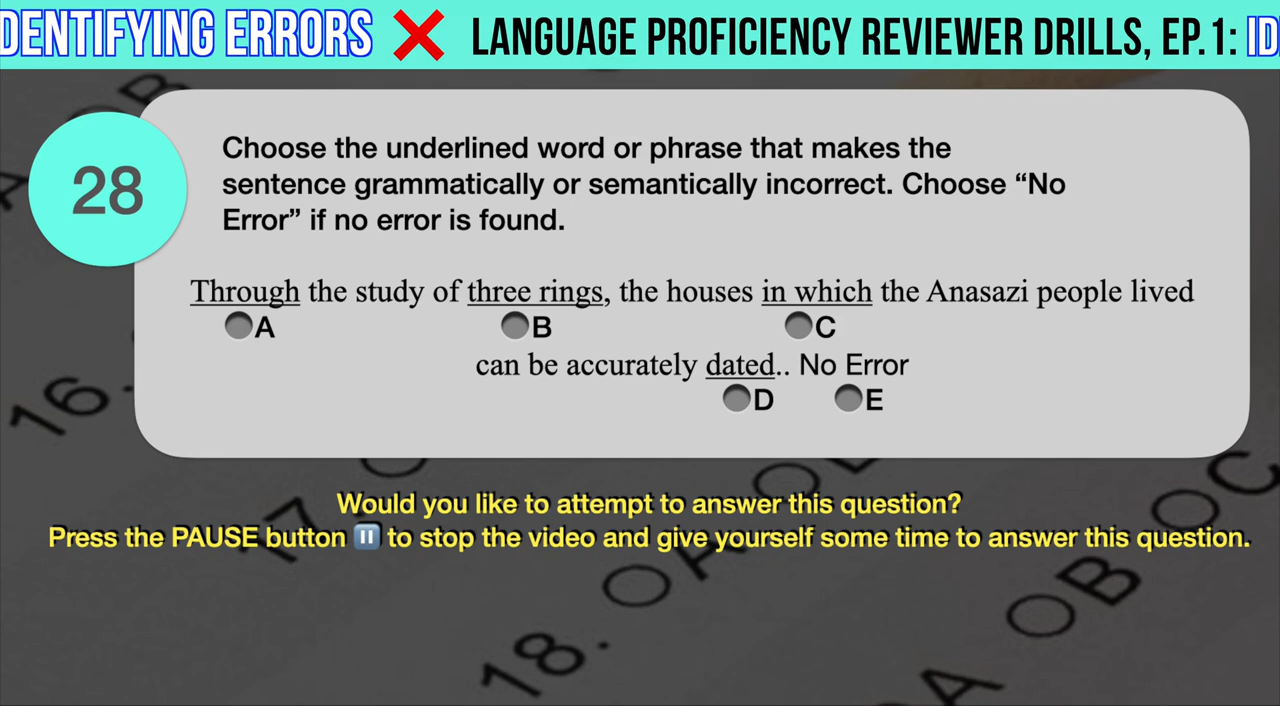 DENTIFYING ERRORS ❌ LANGUAGE PROFICIENCY REVIEWER DRILLS, EP.1: ID
28
Choose the underlined word or phrase that makes the
sentence grammatically or semantically incorrect. Choose “No
Error” if no error is found.
Through the study of three rings, the houses in which the Anasazi people lived
A B C
can be accurately dated.. No Error
D E
Would you like to attempt to answer this question?
Press the PAUSE button ⏸ to stop the video and give yourself some time to answer this question.
16.
17.
18. O A O B O C
A O B